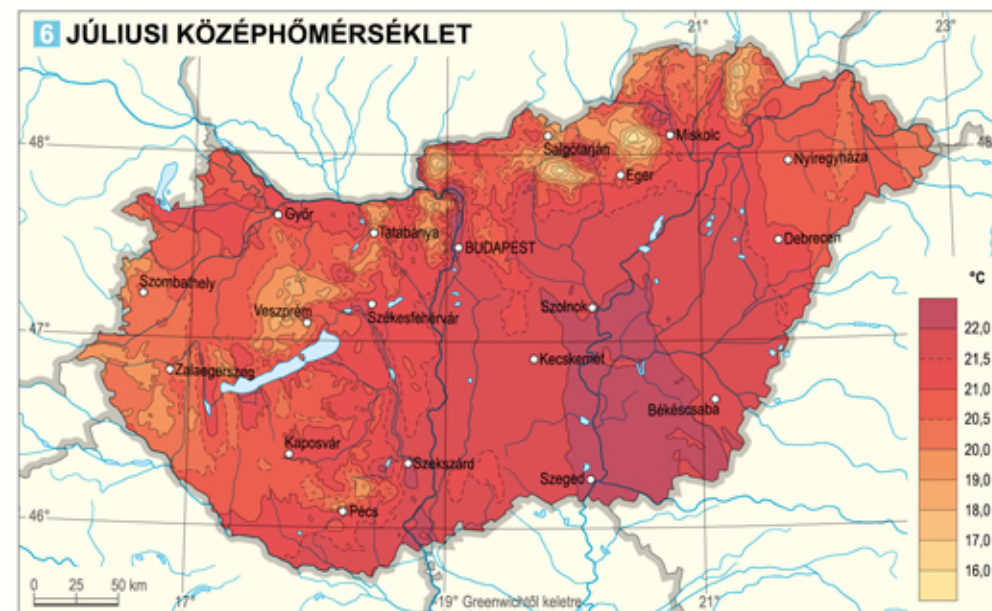 6 JÚLIUSI KÖZÉPHŐMÉRSÉKLET
21°
23°
48°
48
Miskolc
Salgótarján
Nyíregyháza
Eger
Győr
Tatabánya
Debrecen
BUDAPEST
°C
Szombathely
Szolnok
Veszprém
Székesfehérvár
22,0
47°
21,5
Kecskemét
21,0
Zalaegerszeg
20,5
Békéscsaba
20,0
Kaposvár
Szekszárd
19,0
Szeged
18,0
Pécs
46°
17,0
16,0
0 25 50 km
17°
19° Greenwichtől keletre
21°